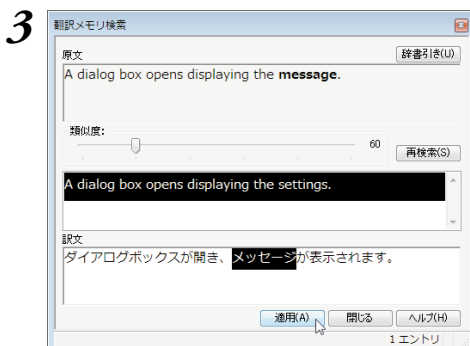 3
翻訳メモリ検索
原文
辞書引き(U)
A dialog box opens displaying the message.
類似度:
60
再検索(S)
A dialog box opens displaying the settings.
訳文
ダイアログボックスが開き、メッセージが表示されます。
適用(A) 閉じる ヘルプ(H)
1 エントリ